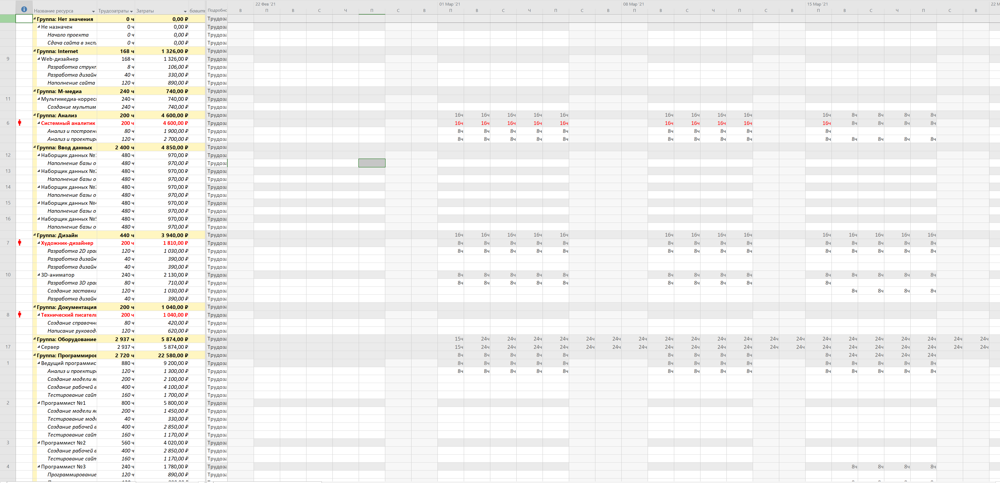 22 Фев '21 01 Мар '21 08 Мар '21 15 Мар '21 22 М
Название ресурса Трудозатраты Затраты бавить Подробнос В П В С Ч П С В П В С Ч П С В П В С Ч П С В П В С Ч П С В
Группа: Нет значения 0 ч 0,00 ₽ Трудоза
Не назначен 0 ч 0,00 ₽ Трудоза
Начало проекта 0 ч 0,00 ₽ Трудоза
Сдача сайта в экспл 0 ч 0,00 ₽ Трудоза
Группа: Internet 168 ч 1 326,00 ₽ Трудоза
9 Web-дизайнер 168 ч 1 326,00 ₽ Трудоза
Разработка структ 8 ч 106,00 ₽ Трудоза
Разработка дизайн 40 ч 330,00 ₽ Трудоза
Наполнение сайта 120 ч 890,00 ₽ Трудоза
Группа: М-медиа 240 ч 740,00 ₽ Трудоза
11 Мультимедиа-корресп 240 ч 740,00 ₽ Трудоза
Создание мультим 240 ч 740,00 ₽ Трудоза
Группа: Анализ 200 ч 4 600,00 ₽ Трудоза 16ч 16ч 16ч 16ч 16ч 16ч 16ч 16ч 16ч 16ч 8ч 8ч 8ч 8ч
6 Системный аналитик 200 ч 4 600,00 ₽ Трудоза 16ч 16ч 16ч 16ч 16ч 16ч 16ч 16ч 16ч 16ч 8ч 8ч 8ч 8ч
Анализ и построен 80 ч 1 900,00 ₽ Трудоза 8ч 8ч 8ч 8ч 8ч 8ч 8ч 8ч 8ч 8ч
Анализ и проектиро 120 ч 2 700,00 ₽ Трудоза 8ч 8ч 8ч 8ч 8ч 8ч 8ч 8ч 8ч 8ч 8ч 8ч 8ч 8ч
Группа: Ввод данных 2 400 ч 4 850,00 ₽ Трудоза
12 Наборщик данных №1 480 ч 970,00 ₽ Трудоза
Наполнение базы о 480 ч 970,00 ₽ Трудоза
13 Наборщик данных №2 480 ч 970,00 ₽ Трудоза
Наполнение базы о 480 ч 970,00 ₽ Трудоза
14 Наборщик данных №3 480 ч 970,00 ₽ Трудоза
Наполнение базы о 480 ч 970,00 ₽ Трудоза
15 Наборщик данных №4 480 ч 970,00 ₽ Трудоза
Наполнение базы о 480 ч 970,00 ₽ Трудоза
16 Наборщик данных №5 480 ч 970,00 ₽ Трудоза
Наполнение базы о 480 ч 970,00 ₽ Трудоза
Группа: Дизайн 440 ч 3 940,00 ₽ Трудоза 16ч 16ч 16ч 16ч 16ч 16ч 16ч 16ч 16ч 16ч 16ч 16ч 16ч 16ч
7 Художник-дизайнер 200 ч 1 810,00 ₽ Трудоза 8ч 8ч 8ч 8ч 8ч 8ч 8ч 8ч 8ч 8ч 8ч 8ч 8ч 8ч
Разработка 2D гра 120 ч 1 030,00 ₽ Трудоза 8ч 8ч 8ч 8ч 8ч 8ч 8ч 8ч 8ч 8ч 8ч 8ч 8ч 8ч
Разработка дизайн 40 ч 390,00 ₽ Трудоза
Разработка дизайн 40 ч 390,00 ₽ Трудоза
10 3D-аниматор 240 ч 2 130,00 ₽ Трудоза 8ч 8ч 8ч 8ч 8ч 8ч 8ч 8ч 8ч 8ч 8ч 8ч 8ч 8ч
Разработка 3D гра 80 ч 710,00 ₽ Трудоза 8ч 8ч 8ч 8ч 8ч 8ч 8ч 8ч 8ч 8ч
Создание заставки 120 ч 1 030,00 ₽ Трудоза 8ч 8ч 8ч 8ч
Разработка дизайн 40 ч 390,00 ₽ Трудоза
Группа: Документация 200 ч 1 040,00 ₽ Трудоза
8 Технический писатель 200 ч 1 040,00 ₽ Трудоза
Создание справочно 80 ч 420,00 ₽ Трудоза
Написание руковод 120 ч 620,00 ₽ Трудоза
Группа: Оборудование 2 937 ч 5 874,00 ₽ Трудоза 15ч 24ч 24ч 24ч 24ч 24ч 24ч 24ч 24ч 24ч 24ч 24ч 24ч 24ч 24ч 24ч 24ч 24ч 24ч 24ч 24ч
17 Сервер 2 937 ч 5 874,00 ₽ Трудоза 15ч 24ч 24ч 24ч 24ч 24ч 24ч 24ч 24ч 24ч 24ч 24ч 24ч 24ч 24ч 24ч 24ч 24ч 24ч 24ч 24ч
Группа: Программиров 2 720 ч 22 580,00 ₽ Трудоза 8ч 8ч 8ч 8ч 8ч 8ч 8ч 8ч 8ч 8ч 24ч 24ч 24ч 24ч
1 Ведущий программис 880 ч 9 200,00 ₽ Трудоза 8ч 8ч 8ч 8ч 8ч 8ч 8ч 8ч 8ч 8ч 8ч 8ч 8ч 8ч
Анализ и проектиро 120 ч 1 300,00 ₽ Трудоза 8ч 8ч 8ч 8ч 8ч 8ч 8ч 8ч 8ч 8ч 8ч 8ч 8ч 8ч
Создание модели яд 200 ч 2 100,00 ₽ Трудоза
Создание рабочей в 400 ч 4 100,00 ₽ Трудоза
Тестирование сайт 160 ч 1 700,00 ₽ Трудоза
2 Программист №1 800 ч 5 800,00 ₽ Трудоза
Создание модели яд 200 ч 1 450,00 ₽ Трудоза
Тестирование моде 40 ч 330,00 ₽ Трудоза
Создание рабочей в 400 ч 2 850,00 ₽ Трудоза
Тестирование сайт 160 ч 1 170,00 ₽ Трудоза
3 Программист №2 560 ч 4 020,00 ₽ Трудоза
Создание рабочей в 400 ч 2 850,00 ₽ Трудоза
Тестирование сайт 160 ч 1 170,00 ₽ Трудоза
4 Программист №3 240 ч 1 780,00 ₽ Трудоза 8ч 8ч 8ч 8ч
Программирование 120 ч 890,00 ₽ Трудоза